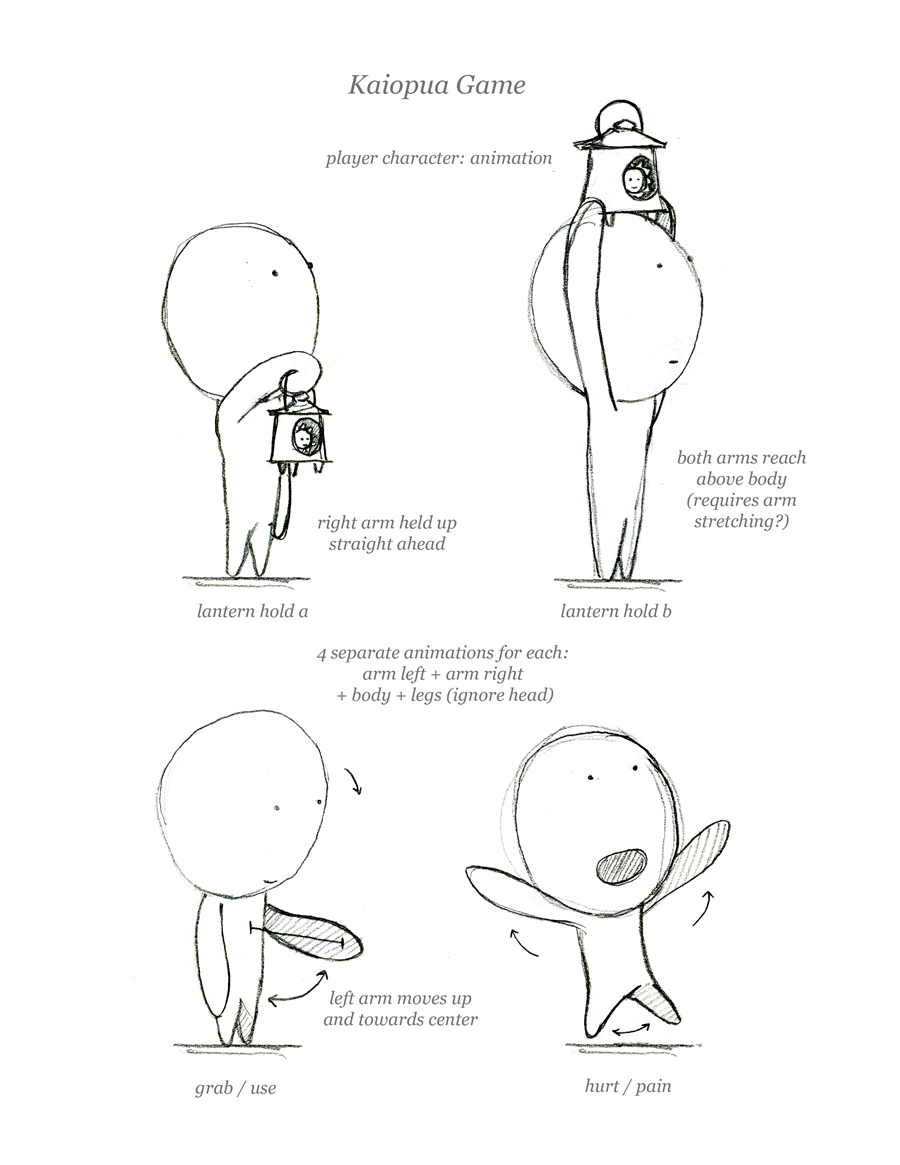 Kaiopua Game
player character: animation
both arms reach
above body
(requires arm
stretching?)
right arm held up
straight ahead
lantern hold a
lantern hold b
4 separate animations for each:
arm left + arm right
+ body + legs (ignore head)
left arm moves up
and towards center
grab / use
hurt / pain